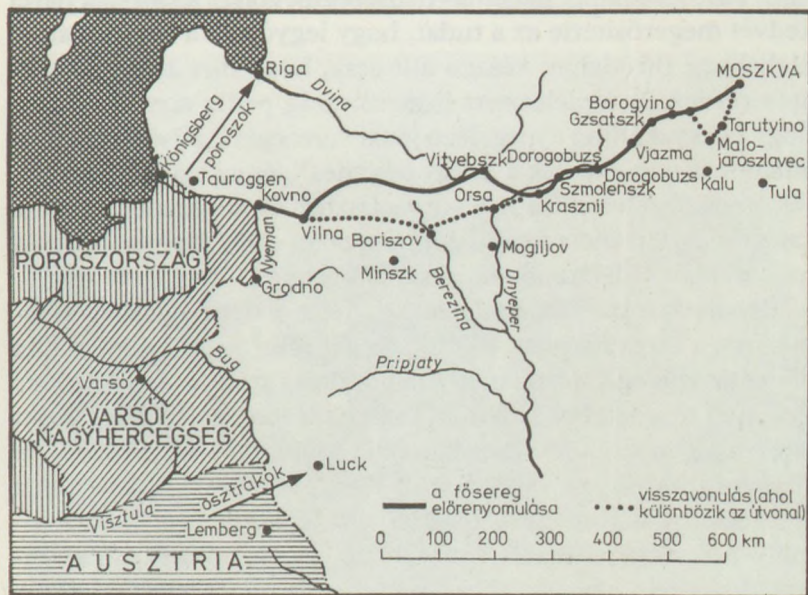 Riga
Dvina
Königsberg
poroszok
Tauroggen
Kovno
Vilna
Nyeman
Grodno
POROSZORSZÁG
Bug
Varsó
VARSÓI
NAGYHERCEGSÉG
Visztula
osztrákok
Luck
Lemberg
AUSZTRIA
Vityebszk
Dorogobuzs
Orsa
Boriszov
Minszk
Mogiljov
Berezina
Dnyeper
Pripjaty
Szmolenszk
Krasznij
Dorogobuzs
Vjazma
Gzsatszk
Borogyino
MOSZKVA
Tarutyino
Malo-
jaroszlavec
Kalu
Tula
a fősereg
előrenyomulása
visszavonulás (ahol
különbözik az útvonal)
0 100 200 300 400 500 600 km